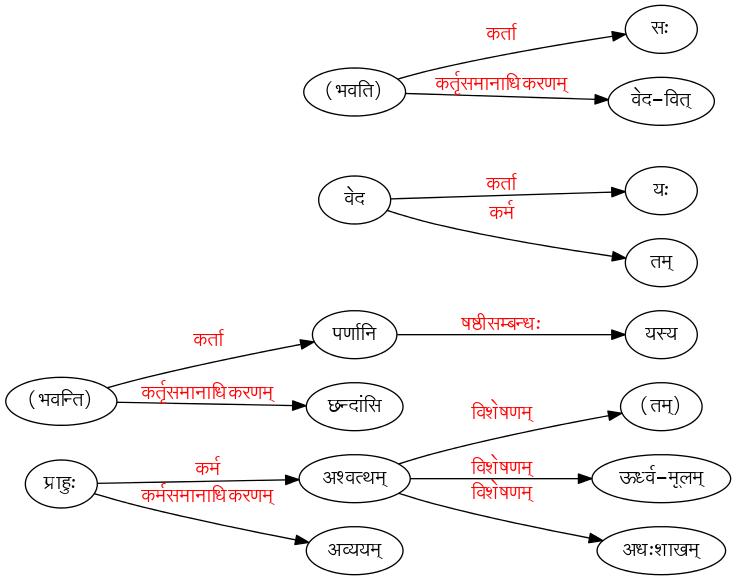 कर्ता
सः
(भवति)
कर्तृसमानाधिकरणम्
वेद-वित्
वेद
कर्ता
यः
कर्म
तम्
कर्ता
पर्णानि
षष्ठीसम्बन्धः
यस्य
(भवन्ति)
कर्तृसमानाधिकरणम्
छन्दांसि
विशेषणम्
(तम्)
प्राहुः
कर्म
अश्वत्थम्
विशेषणम्
ऊर्ध्व-मूलम्
कर्मसमानाधिकरणम्
अव्ययम्
विशेषणम्
अधःशाखम्